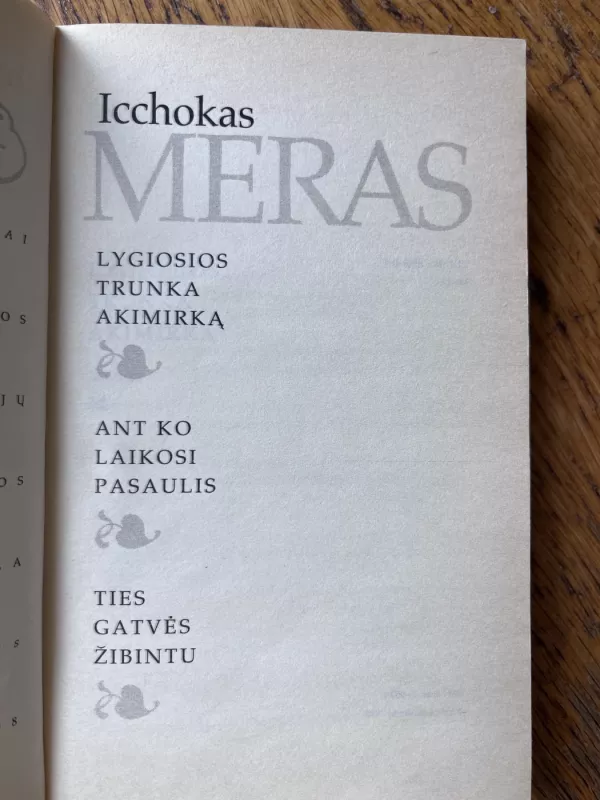 Icchokas
MERAS
LYGIOSIOS
TRUNKA
AKIMIRKĄ
ANT KO
LAIKOSI
PASAULIS
TIES
GATVĖS
ŽIBINTU